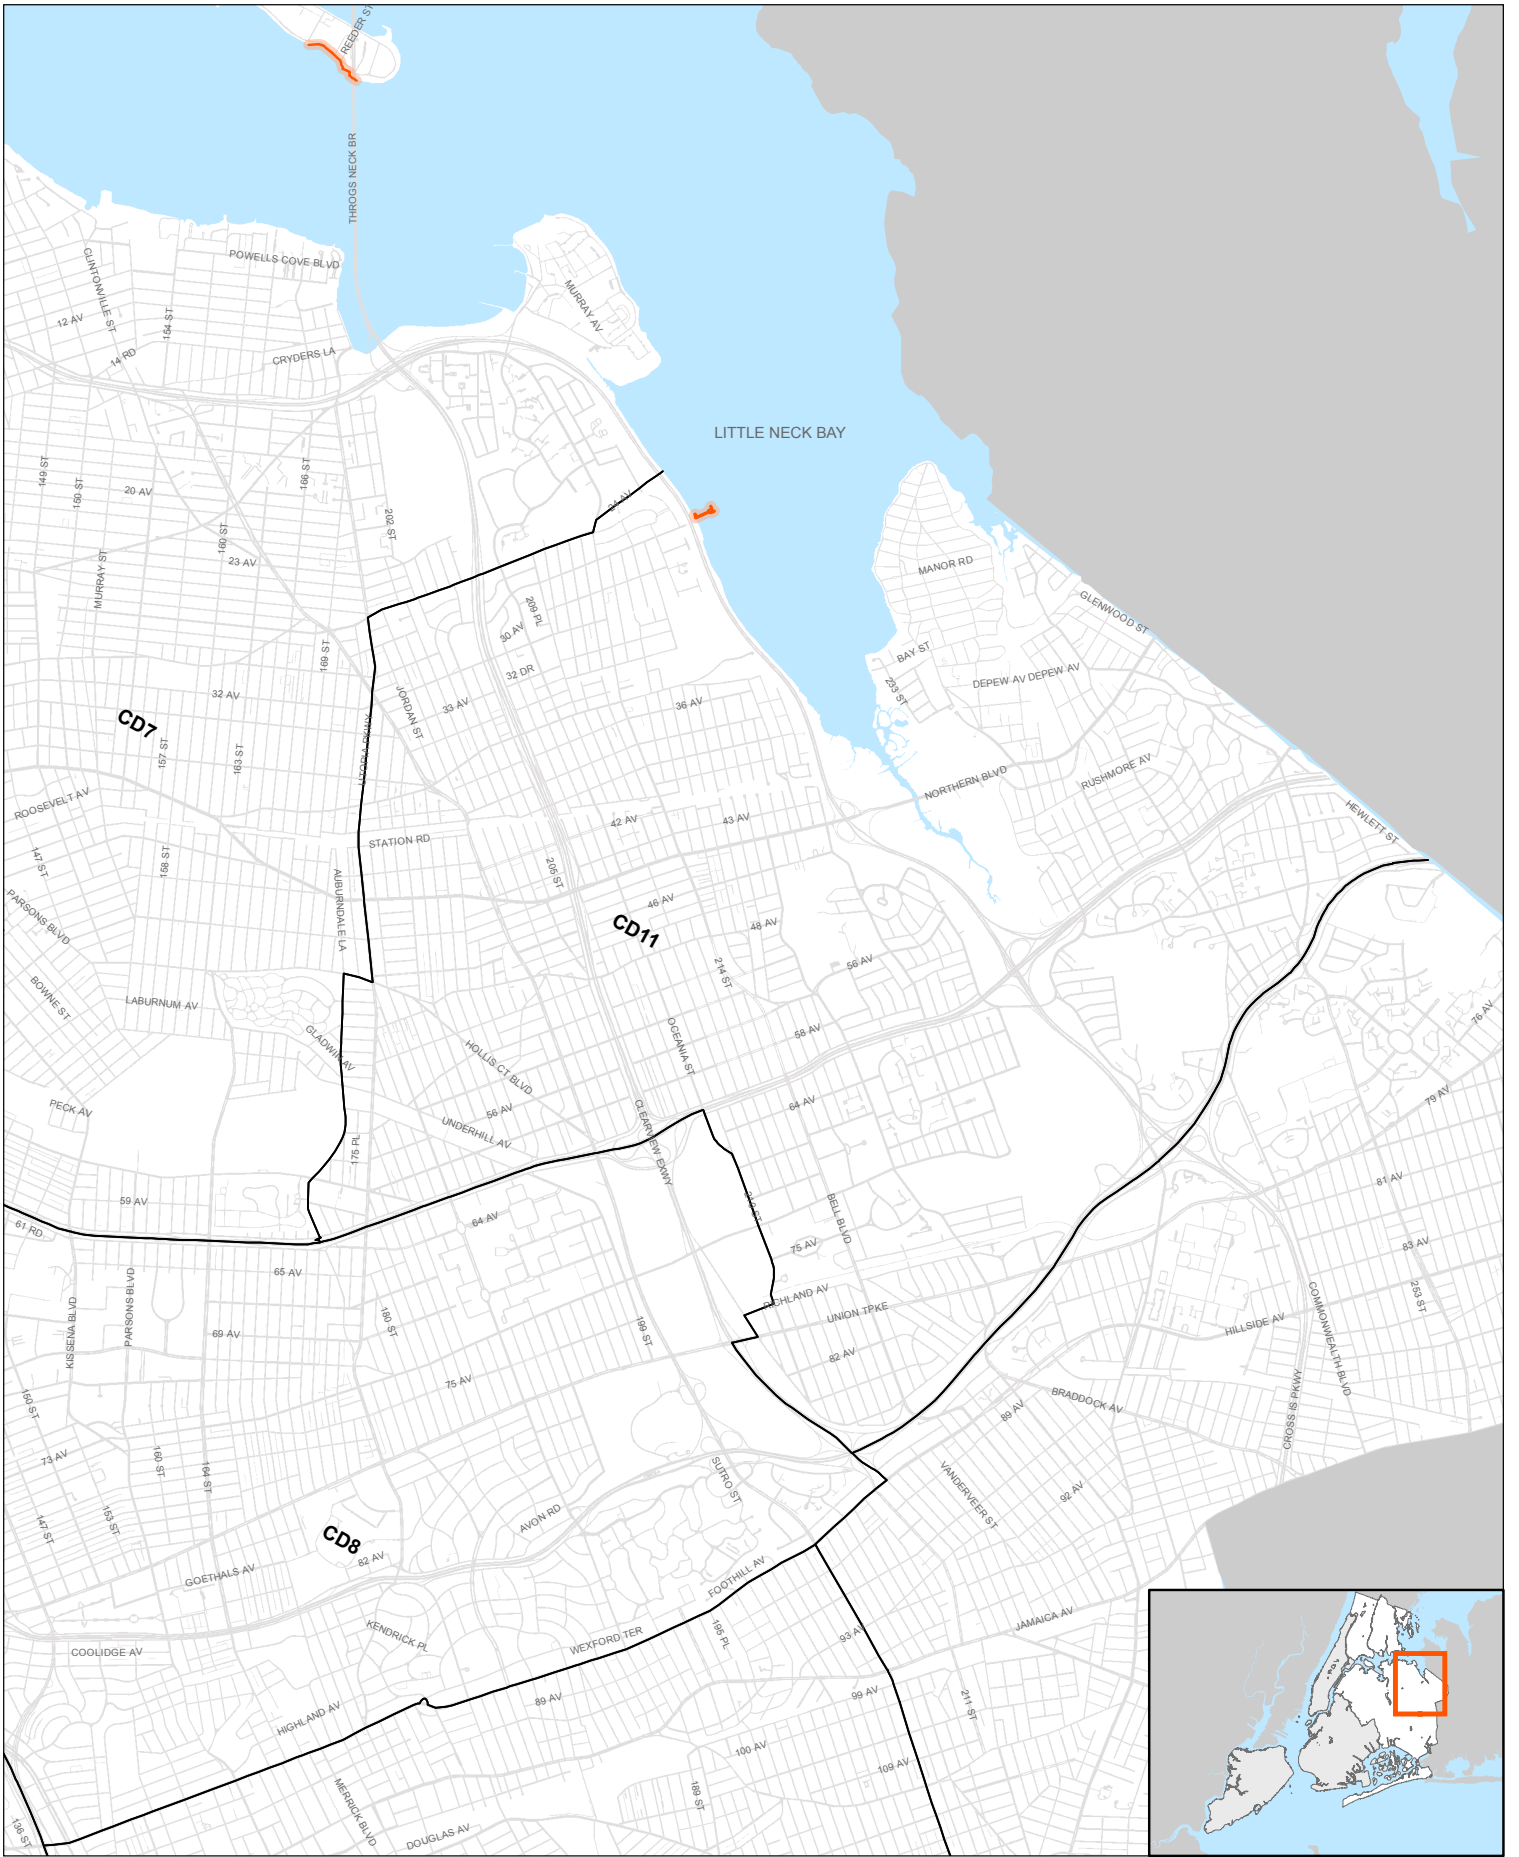 REEDER ST
THROGS NECK BR
POWELLS COVE BLVD
CLINTONVILLE ST
12 AV
154 ST
14 RD
CRYDERS LA
MURRAY AV
LITTLE NECK BAY
149 ST
150 ST
20 AV
166 ST
202 ST
160 ST
23 AV
MURRAY ST
MANOR RD
GLENWOOD ST
209 PL
30 AV
32 DR
169 ST
BAY ST
DEPEW AV
DEPEW AV
233 ST
32 AV
JORDAN ST
33 AV
36 AV
CD7
157 ST
163 ST
UTOPIA PKWY
NORTHERN BLVD
RUSHMORE AV
ROOSEVELT AV
HEWLETT ST
42 AV
43 AV
STATION RD
147 ST
158 ST
205 ST
AUBURNDALE LA
PARSONS BLVD
46 AV
CD11
48 AV
56 AV
214 ST
BOWNE ST
LABURNUM AV
GLADWIN AV
76 AV
58 AV
OCEANIA ST
HOLLIS CT BLVD
PECK AV
56 AV
UNDERHILL AV
64 AV
79 AV
CLEARVIEW EXWY
175 PL
81 AV
59 AV
61 RD
64 AV
BELL BLVD
75 AV
83 AV
65 AV
RICHLAND AV
UNION TPKE
253 ST
COMMONWEALTH BLVD
KISSENA BLVD
PARSONS BLVD
180 ST
69 AV
199 ST
HILLSIDE AV
82 AV
75 AV
150 ST
BRADDOCK AV
89 AV
CROSS IS PKWY
73 AV
160 ST
164 ST
SUTRO ST
VANDERVEER ST
92 AV
153 ST
147 ST
AVON RD
CD8
82 AV
GOETHALS AV
FOOTHILL AV
JAMAICA AV
KENDRICK PL
WEXFORD TER
195 PL
93 AV
COOLIDGE AV
99 AV
89 AV
211 ST
HIGHLAND AV
100 AV
109 AV
MERRICK BLVD
189 ST
136 ST
DOUGLAS AV